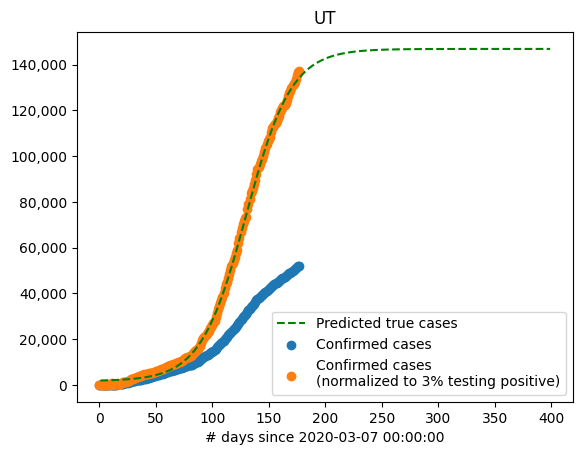 UT
140,000
120,000
100,000
80,000
60,000
40,000
20,000
0
Predicted true cases
Confirmed cases
Confirmed cases
(normalized to 3% testing positive)
0 50 100 150 200 250 300 350 400
# days since 2020-03-07 00:00:00